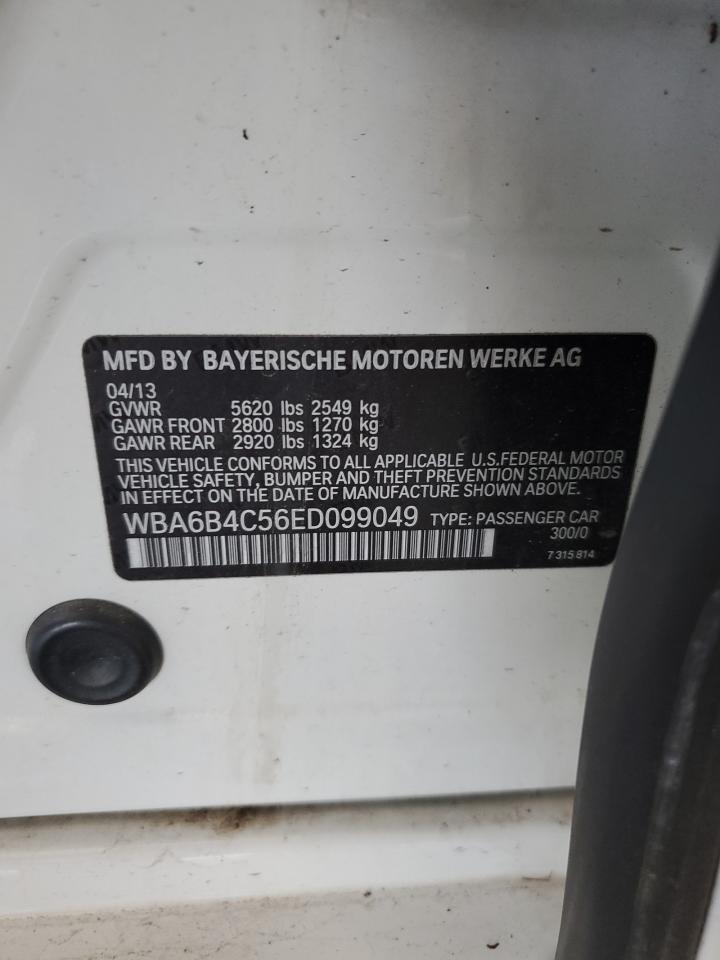 MFD BY BAYERISCHE MOTOREN WERKE AG
04/13
GVWR 5620 lbs 2549 kg
GAWR FRONT 2800 lbs 1270 kg
GAWR REAR 2920 lbs 1324 kg
THIS VEHICLE CONFORMS TO ALL APPLICABLE U.S.FEDERAL MOTOR
VEHICLE SAFETY, BUMPER AND THEFT PREVENTION STANDARDS
IN EFFECT ON THE DATE OF MANUFACTURE SHOWN ABOVE.
WBA6B4C56ED099049 TYPE: PASSENGER CAR
300/0
7 315 814